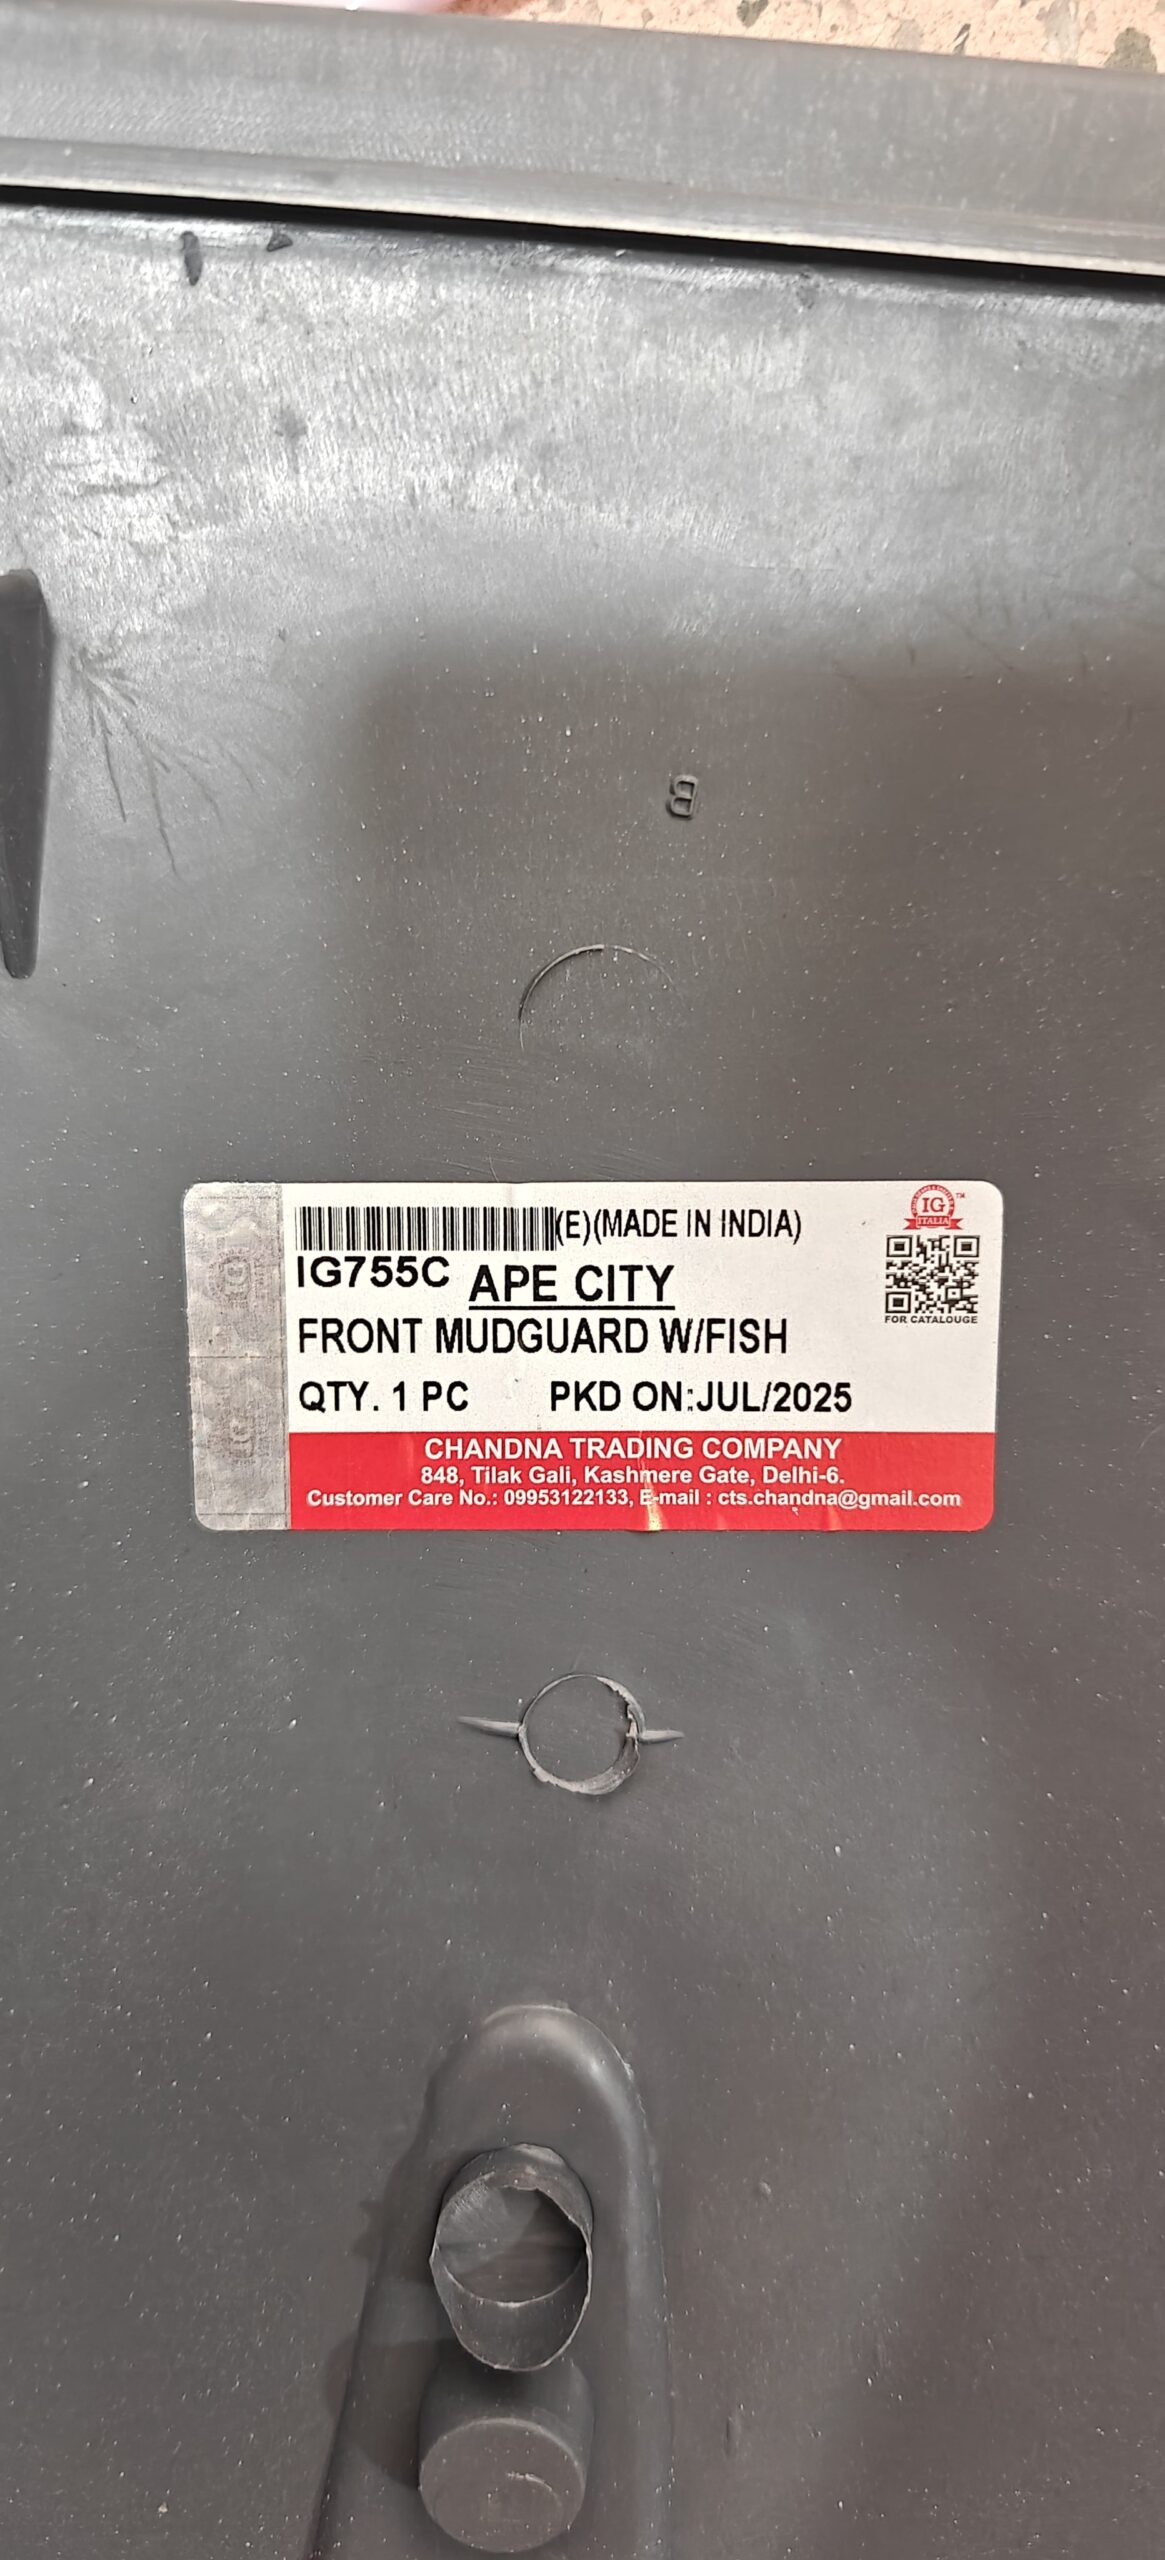 B
(E)(MADE IN INDIA)
IG
TM
ITALIA
IG755C APE CITY
FOR CATALOUGE
FRONT MUDGUARD W/FISH
QTY. 1 PC PKD ON:JUL/2025
CHANDNA TRADING COMPANY
848, Tilak Gali, Kashmere Gate, Delhi-6.
Customer Care No.: 09953122133, E-mail : cts.chandna@gmail.com